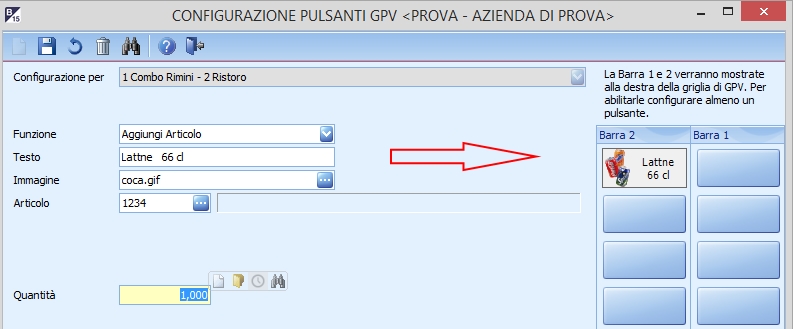 B
15
CONFIGURAZIONE PULSANTI GPV <PROVA - AZIENDA DI PROVA>
Configurazione per
1 Combo Rimini - 2 Ristoro
La Barra 1 e 2 verranno mostrate
alla destra della griglia di GPV. Per
abilitarle configurare almeno un
pulsante.
Funzione
Aggiungi Articolo
Testo
Lattne 66 cl
Immagine
coca.gif
Articolo
1234
Quantità
1,000
Barra 2
Barra 1
Lattne
66 cl